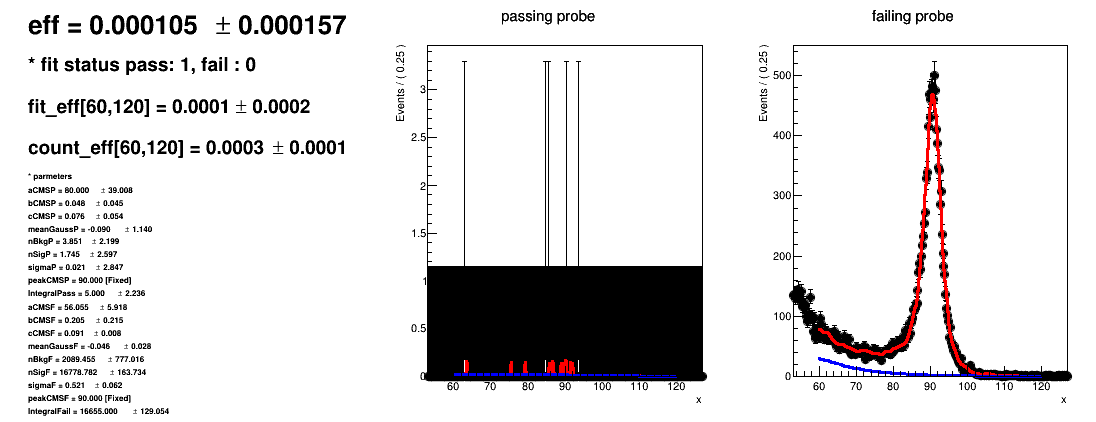 eff = 0.000105 ± 0.000157
* fit status pass: 1, fail : 0
fit_eff[60,120] = 0.0001 ± 0.0002
count_eff[60,120] = 0.0003 ± 0.0001
* parmeters
aCMSP = 80.000 ± 39.008
bCMSP = 0.048 ± 0.045
cCMSP = 0.076 ± 0.054
meanGaussP = -0.090 ± 1.140
nBkgP = 3.851 ± 2.199
nSigP = 1.745 ± 2.597
sigmaP = 0.021 ± 2.847
peakCMSP = 90.000 [Fixed]
IntegralPass = 5.000 ± 2.236
aCMSF = 56.055 ± 5.918
bCMSF = 0.205 ± 0.215
cCMSF = 0.091 ± 0.008
meanGaussF = -0.046 ± 0.028
nBkgF = 2089.455 ± 777.016
nSigF = 16778.782 ± 163.734
sigmaF = 0.521 ± 0.062
peakCMSF = 90.000 [Fixed]
IntegralFail = 16655.000 ± 129.054
passing probe
Events / ( 0.25 )
3
2.5
2
1.5
1
0.5
0
60 70 80 90 100 110 120
x
failing probe
Events / ( 0.25 )
500
400
300
200
100
0
60 70 80 90 100 110 120
x